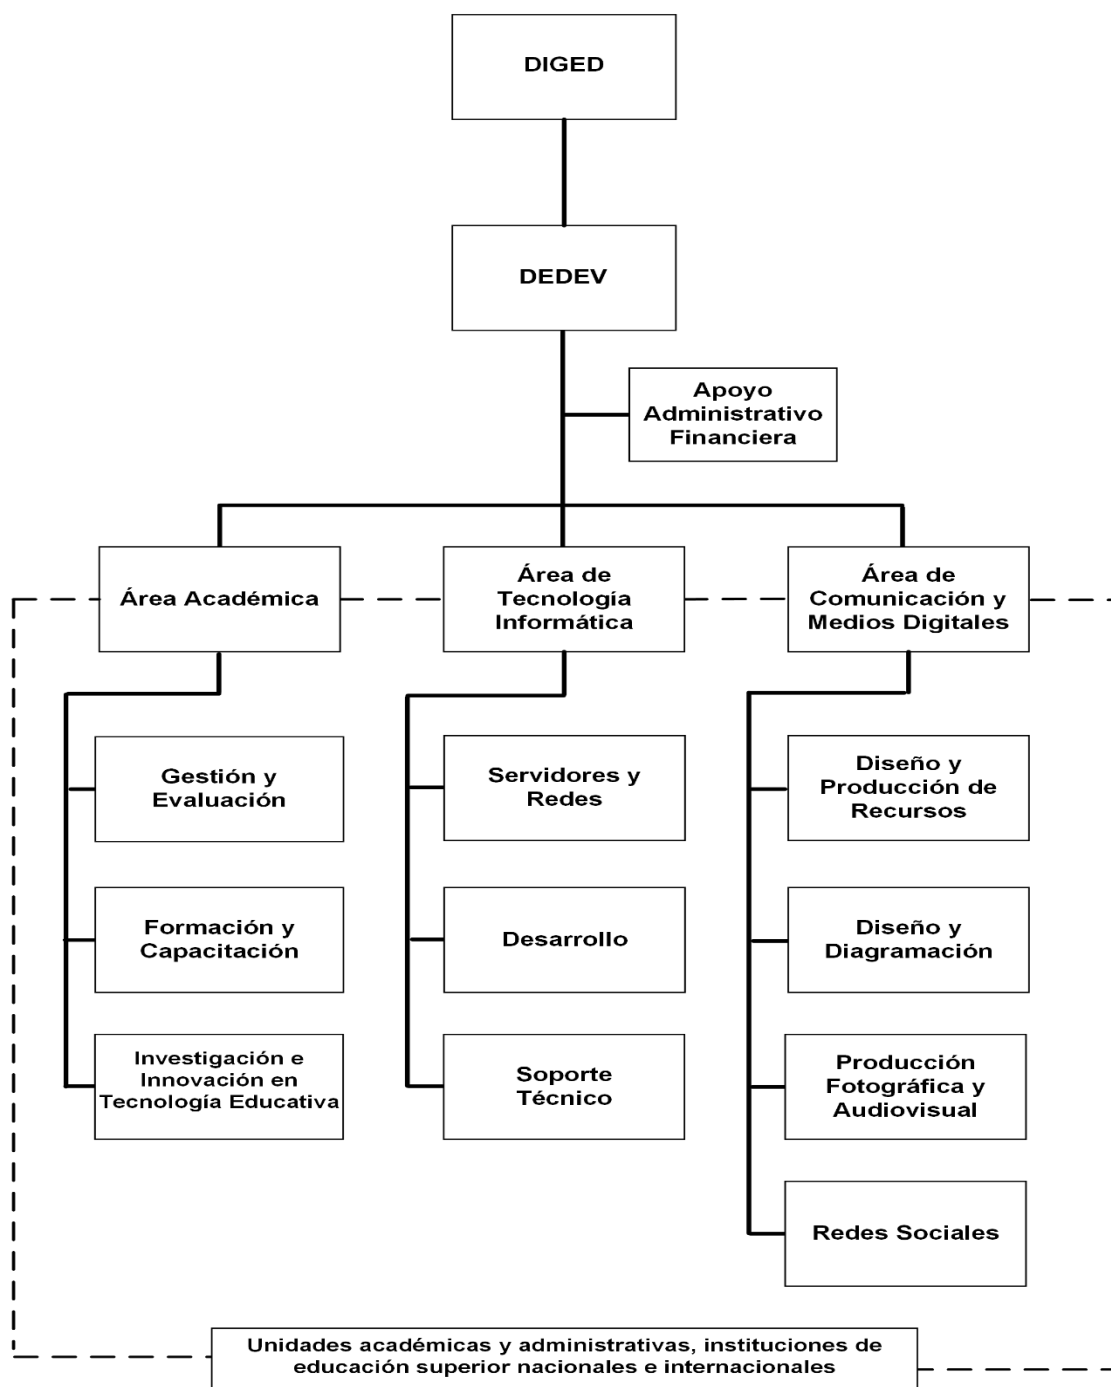 DIGED
DEDEV
Apoyo
Administrativo
Financiera
Área Académica
Área de
Tecnología
Informática
Área de
Comunicación y
Medios Digitales
Gestión y
Evaluación
Servidores y
Redes
Diseño y
Producción de
Recursos
Formación y
Capacitación
Desarrollo
Diseño y
Diagramación
Investigación e
Innovación en
Tecnología Educativa
Soporte
Técnico
Producción
Fotográfica y
Audiovisual
Redes Sociales
Unidades académicas y administrativas, instituciones de
educación superior nacionales e internacionales